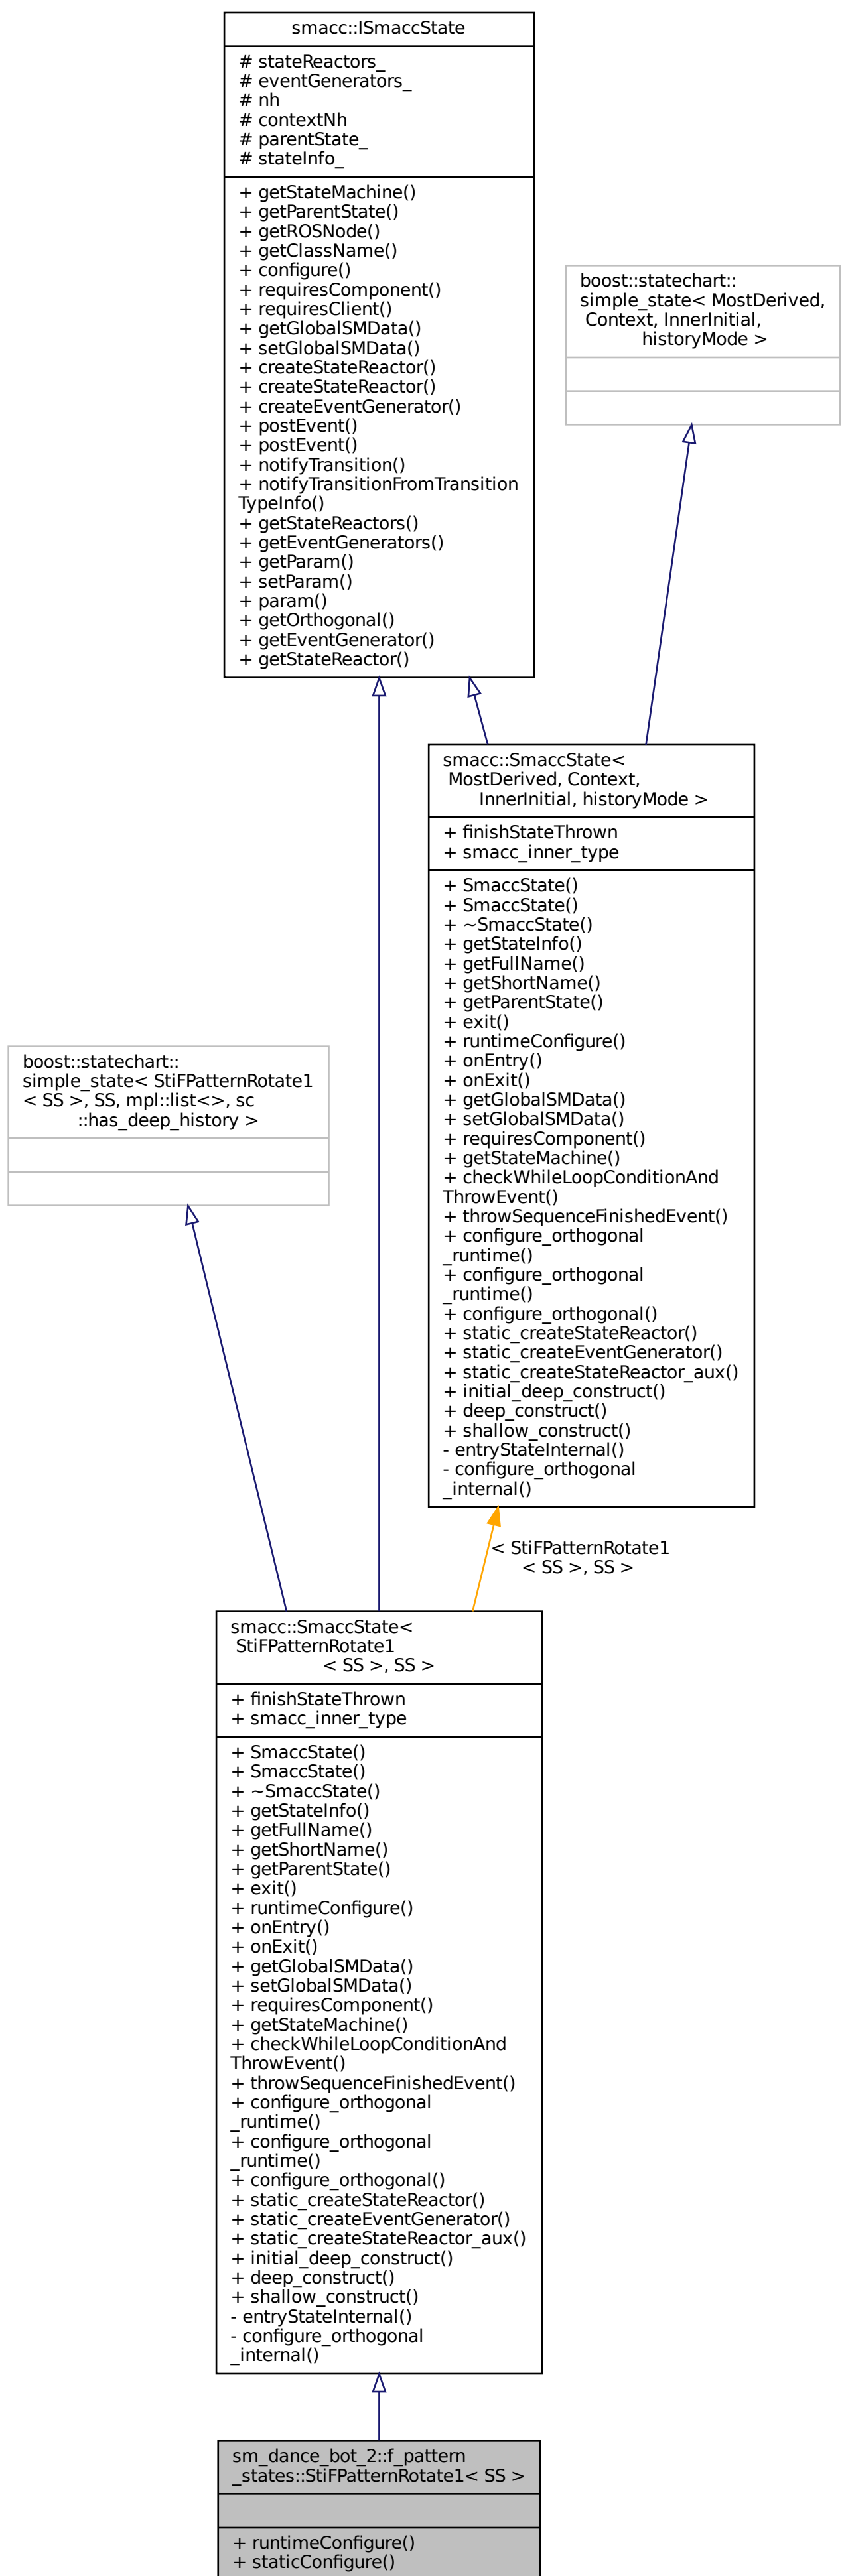 smacc::ISmaccState
# stateReactors_
# eventGenerators_
# nh
# contextNh
# parentState_
# stateInfo_
+ getStateMachine()
+ getParentState()
+ getROSNode()
+ getClassName()
+ configure()
+ requiresComponent()
+ requiresClient()
+ getGlobalSMData()
+ setGlobalSMData()
+ createStateReactor()
+ createStateReactor()
+ createEventGenerator()
+ postEvent()
+ postEvent()
+ notifyTransition()
+ notifyTransitionFromTransition
TypeInfo()
+ getStateReactors()
+ getEventGenerators()
+ getParam()
+ setParam()
+ param()
+ getOrthogonal()
+ getEventGenerator()
+ getStateReactor()
boost::statechart::
simple_state< MostDerived,
Context, InnerInitial,
historyMode >
smacc::SmaccState<
MostDerived, Context,
InnerInitial, historyMode >
+ finishStateThrown
+ smacc_inner_type
+ SmaccState()
+ SmaccState()
+ ~SmaccState()
+ getStateInfo()
+ getFullName()
+ getShortName()
+ getParentState()
+ exit()
+ runtimeConfigure()
+ onEntry()
+ onExit()
+ getGlobalSMData()
+ setGlobalSMData()
+ requiresComponent()
+ getStateMachine()
+ checkWhileLoopConditionAnd
ThrowEvent()
+ throwSequenceFinishedEvent()
+ configure_orthogonal
_runtime()
+ configure_orthogonal
_runtime()
+ configure_orthogonal()
+ static_createStateReactor()
+ static_createEventGenerator()
+ static_createStateReactor_aux()
+ initial_deep_construct()
+ deep_construct()
+ shallow_construct()
- entryStateInternal()
- configure_orthogonal
_internal()
boost::statechart::
simple_state< StiFPatternRotate1
< SS >, SS, mpl::list<>, sc
::has_deep_history >
< StiFPatternRotate1
< SS >, SS >
smacc::SmaccState<
StiFPatternRotate1
< SS >, SS >
+ finishStateThrown
+ smacc_inner_type
+ SmaccState()
+ SmaccState()
+ ~SmaccState()
+ getStateInfo()
+ getFullName()
+ getShortName()
+ getParentState()
+ exit()
+ runtimeConfigure()
+ onEntry()
+ onExit()
+ getGlobalSMData()
+ setGlobalSMData()
+ requiresComponent()
+ getStateMachine()
+ checkWhileLoopConditionAnd
ThrowEvent()
+ throwSequenceFinishedEvent()
+ configure_orthogonal
_runtime()
+ configure_orthogonal
_runtime()
+ configure_orthogonal()
+ static_createStateReactor()
+ static_createEventGenerator()
+ static_createStateReactor_aux()
+ initial_deep_construct()
+ deep_construct()
+ shallow_construct()
- entryStateInternal()
- configure_orthogonal
_internal()
sm_dance_bot_2::f_pattern
_states::StiFPatternRotate1< SS >
+ runtimeConfigure()
+ staticConfigure()